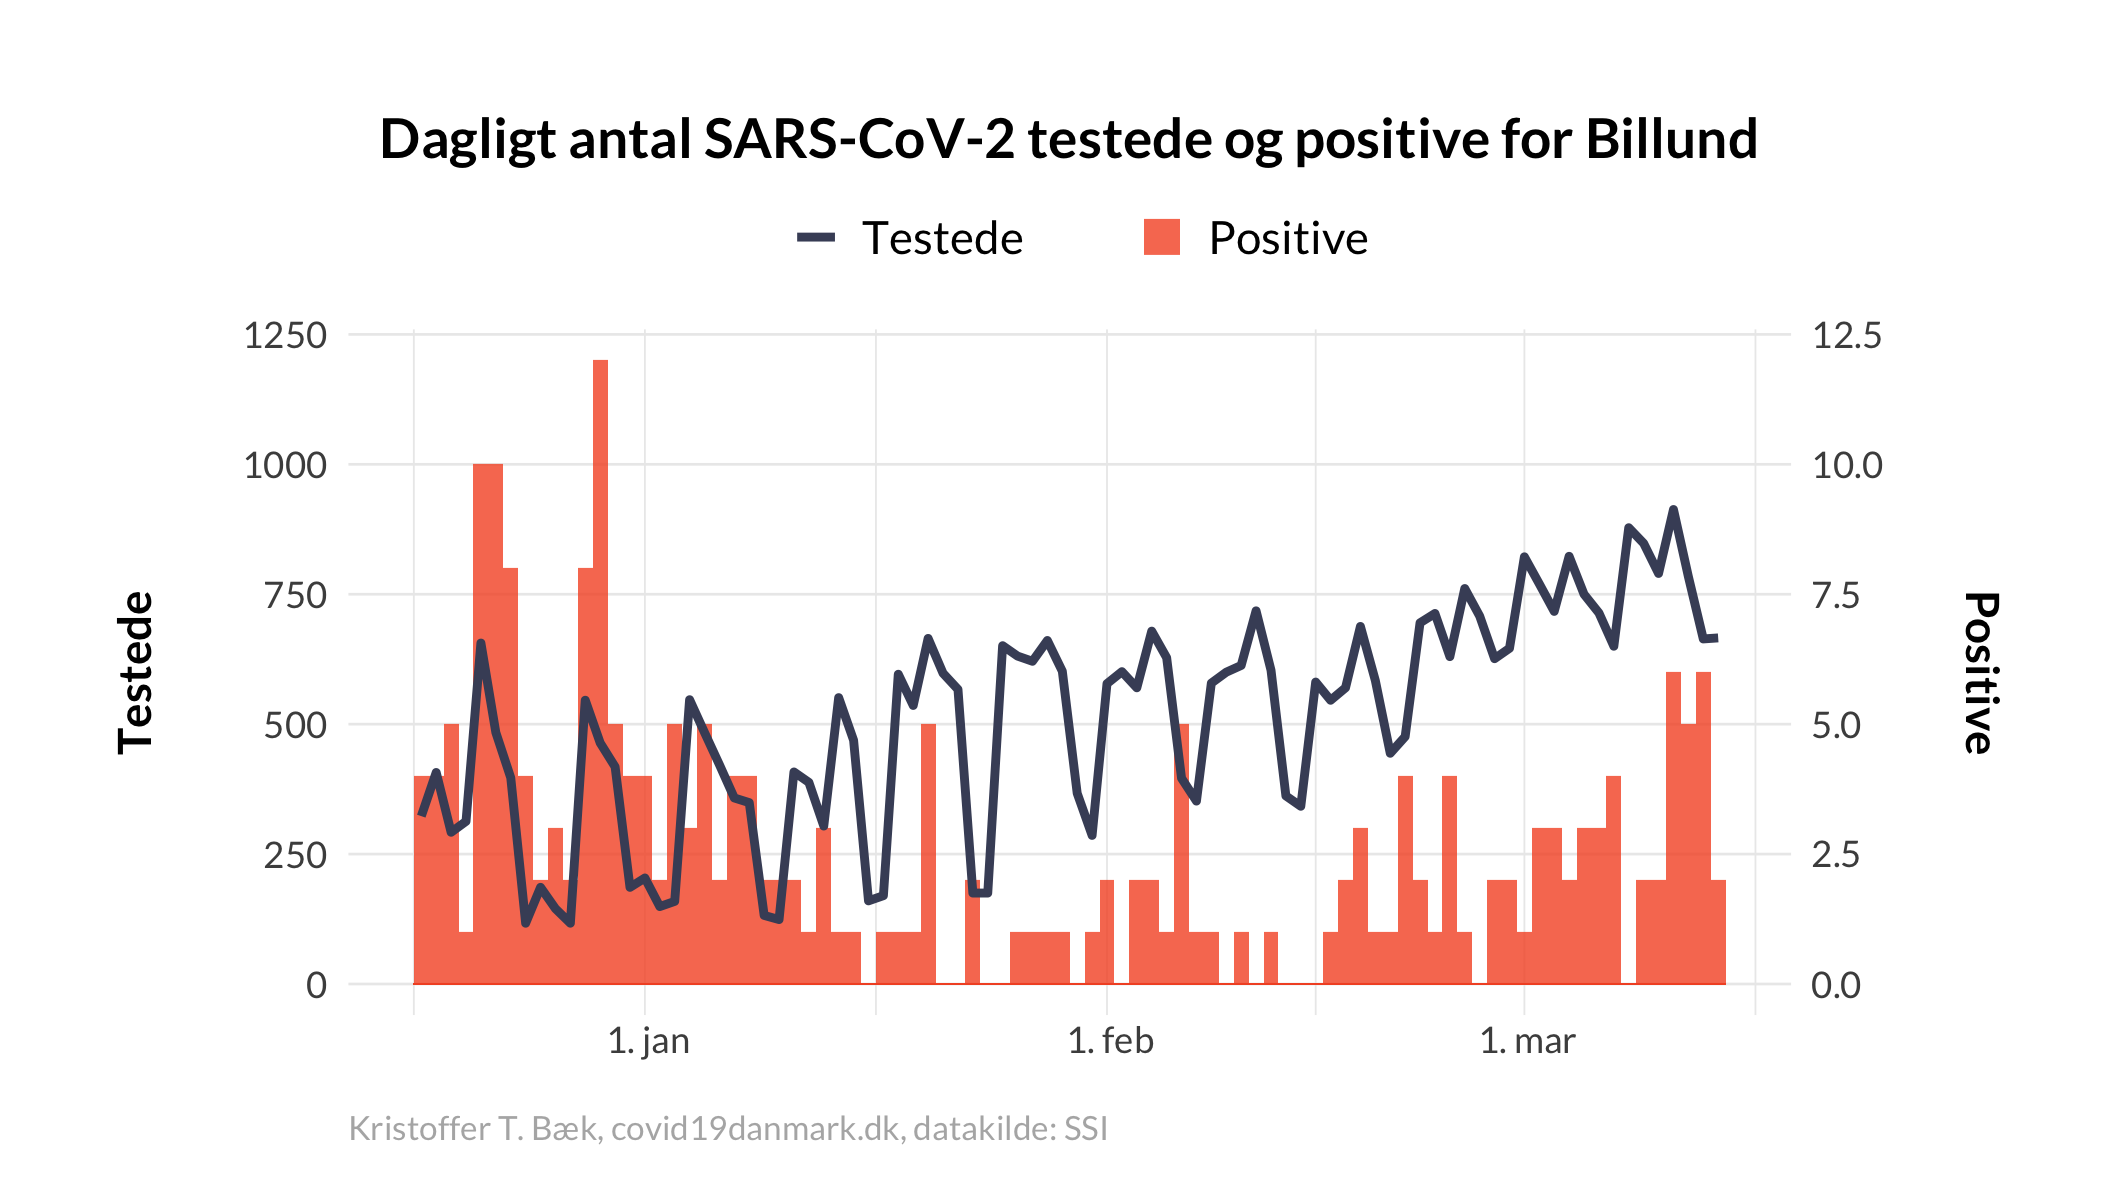 Dagligt antal SARS-CoV-2 testede og positive for Billund
Testede
Positive
1250
1000
750
500
250
0
12.5
10.0
7.5
5.0
2.5
0.0
Testede
Positive
1. jan
1. feb
1. mar
Kristoffer T. Bæk, covid19danmark.dk, datakilde: SSI